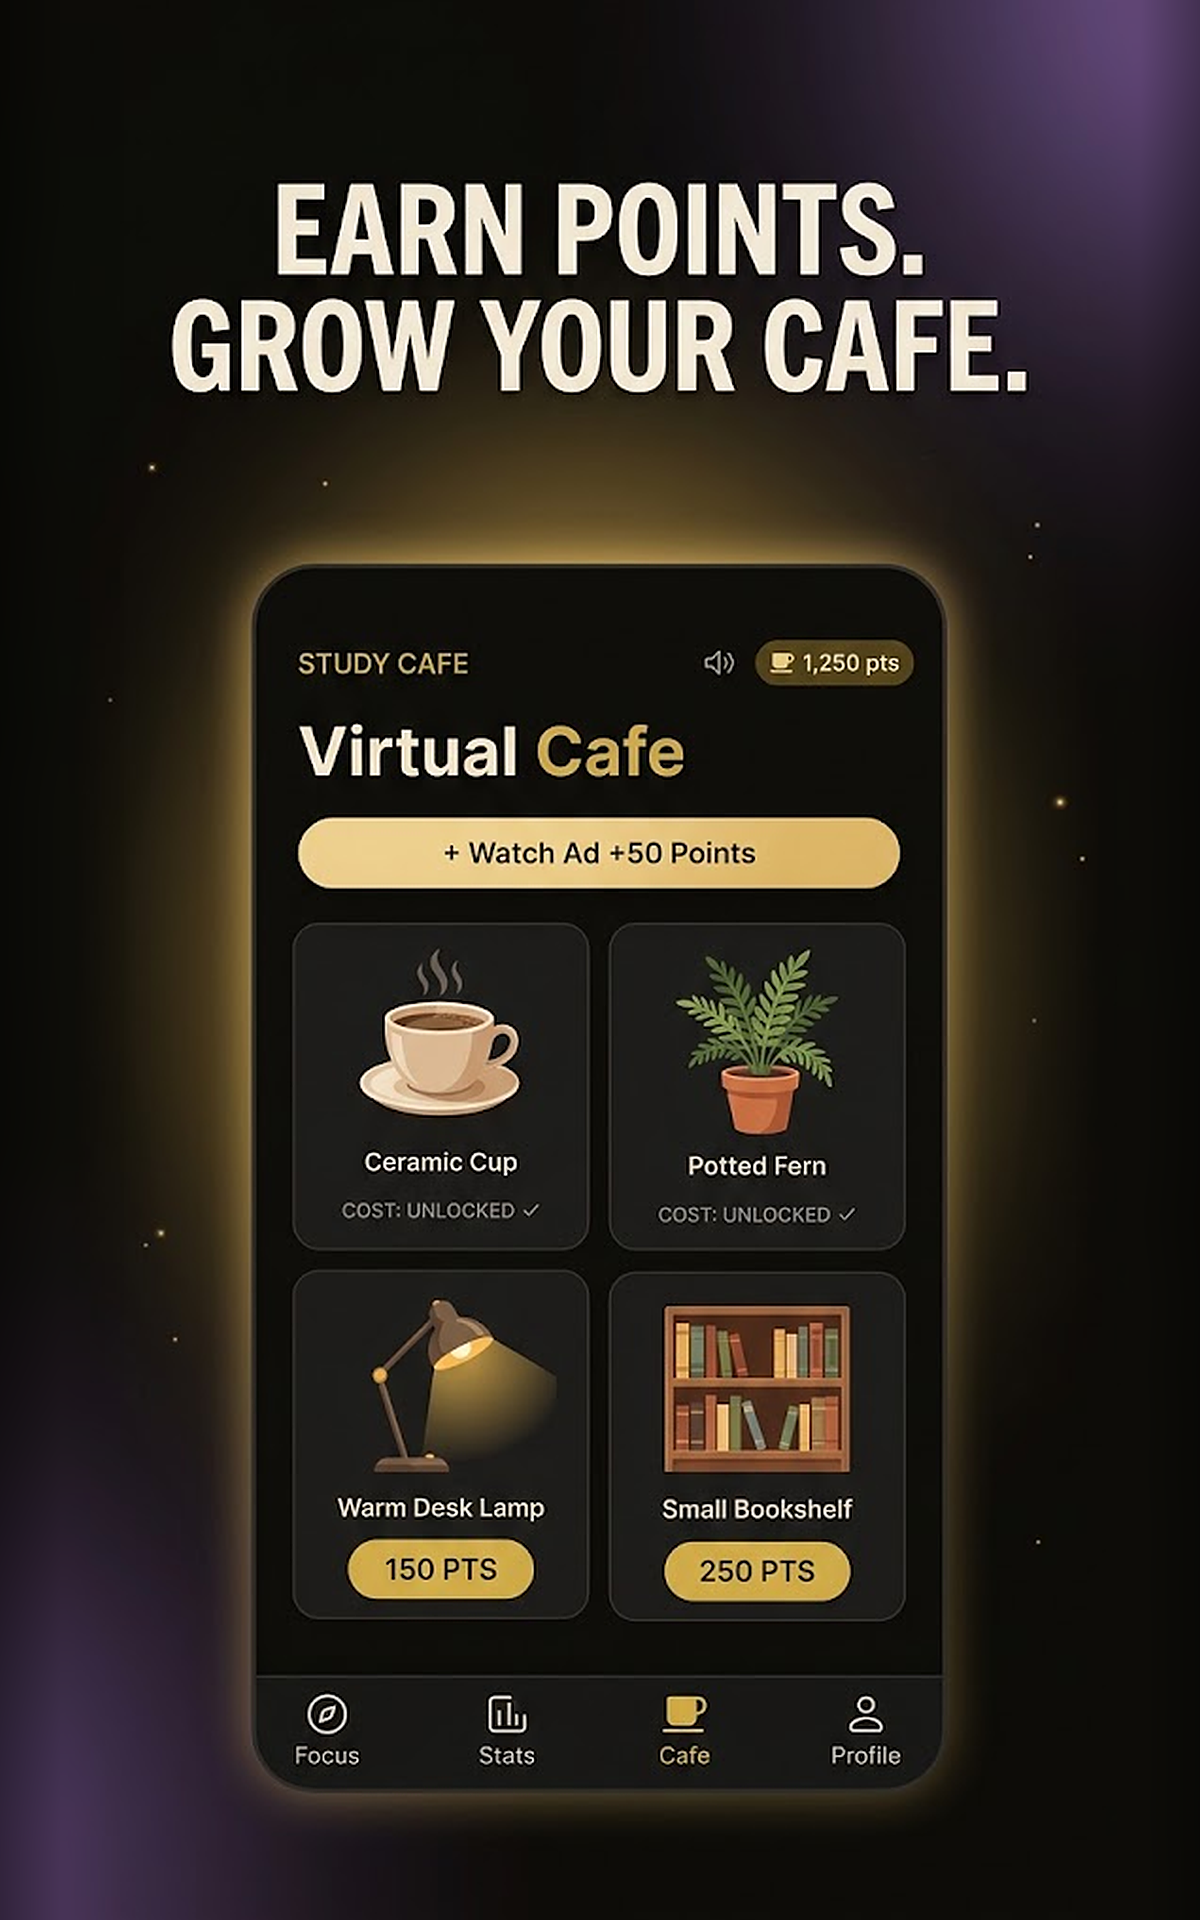 EARN POINTS.
GROW YOUR CAFE.
STUDY CAFE
1,250 pts
Virtual Cafe
+ Watch Ad +50 Points
Ceramic Cup
COST: UNLOCKED ✓
Potted Fern
COST: UNLOCKED ✓
Warm Desk Lamp
150 PTS
Small Bookshelf
250 PTS
Focus
Stats
Cafe
Profile